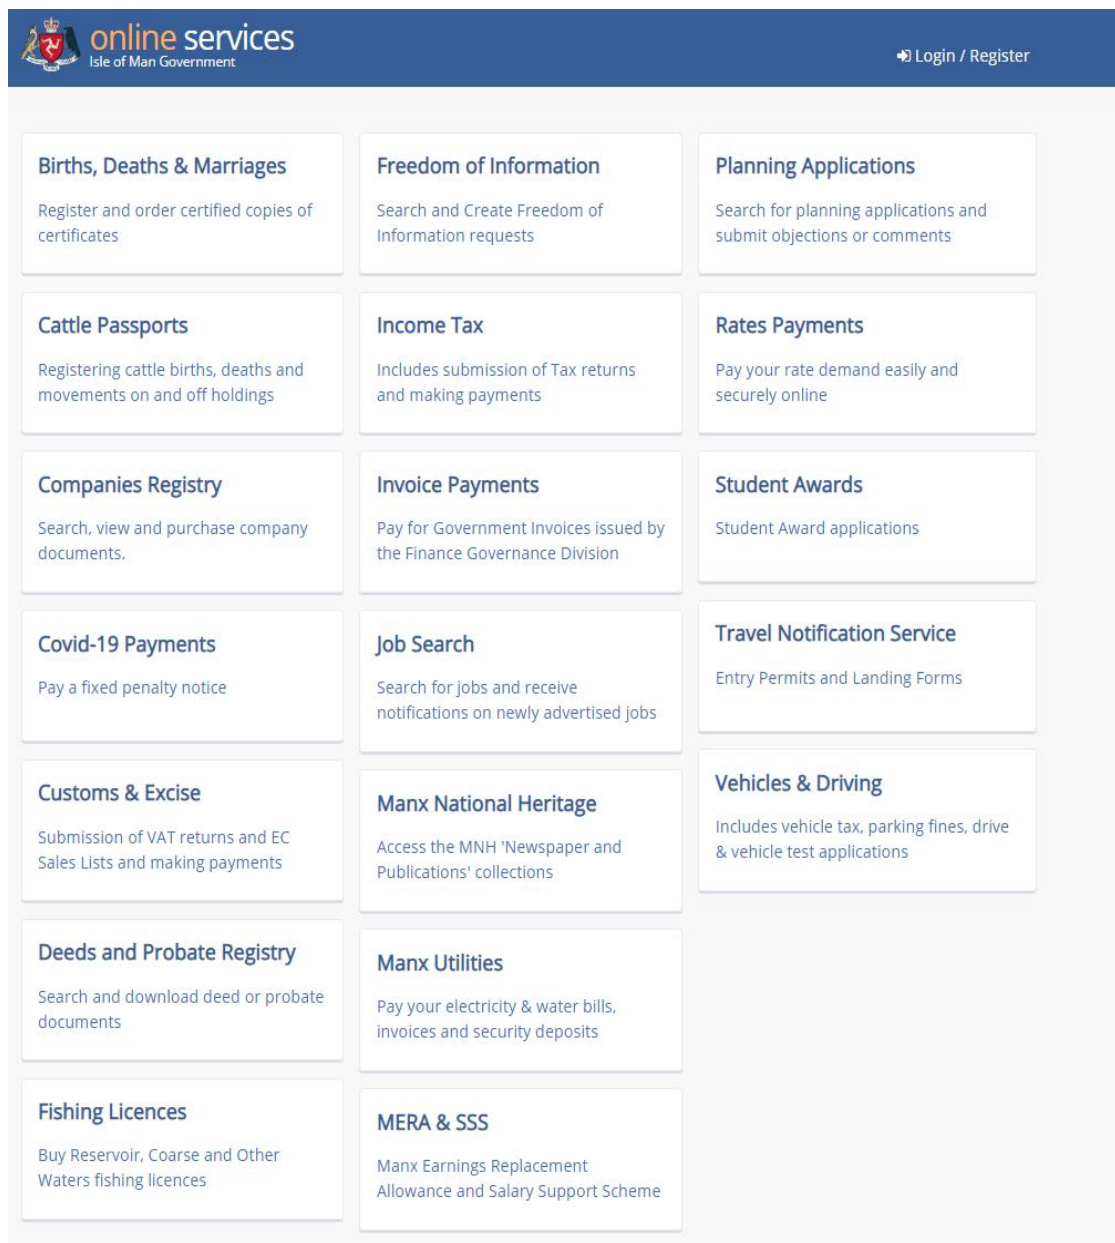 online services
Isle of Man Government
Login / Register
Births, Deaths & Marriages
Register and order certified copies of
certificates
Cattle Passports
Registering cattle births, deaths and
movements on and off holdings
Companies Registry
Search, view and purchase company
documents.
Covid-19 Payments
Pay a fixed penalty notice
Customs & Excise
Submission of VAT returns and EC
Sales Lists and making payments
Deeds and Probate Registry
Search and download deed or probate
documents
Fishing Licences
Buy Reservoir, Coarse and Other
Waters fishing licences
Freedom of Information
Search and Create Freedom of
Information requests
Income Tax
Includes submission of Tax returns
and making payments
Invoice Payments
Pay for Government Invoices issued by
the Finance Governance Division
Job Search
Search for jobs and receive
notifications on newly advertised jobs
Manx National Heritage
Access the MNH 'Newspaper and
Publications' collections
Manx Utilities
Pay your electricity & water bills,
invoices and security deposits
MERA & SSS
Manx Earnings Replacement
Allowance and Salary Support Scheme
Planning Applications
Search for planning applications and
submit objections or comments
Rates Payments
Pay your rate demand easily and
securely online
Student Awards
Student Award applications
Travel Notification Service
Entry Permits and Landing Forms
Vehicles & Driving
Includes vehicle tax, parking fines, drive
& vehicle test applications